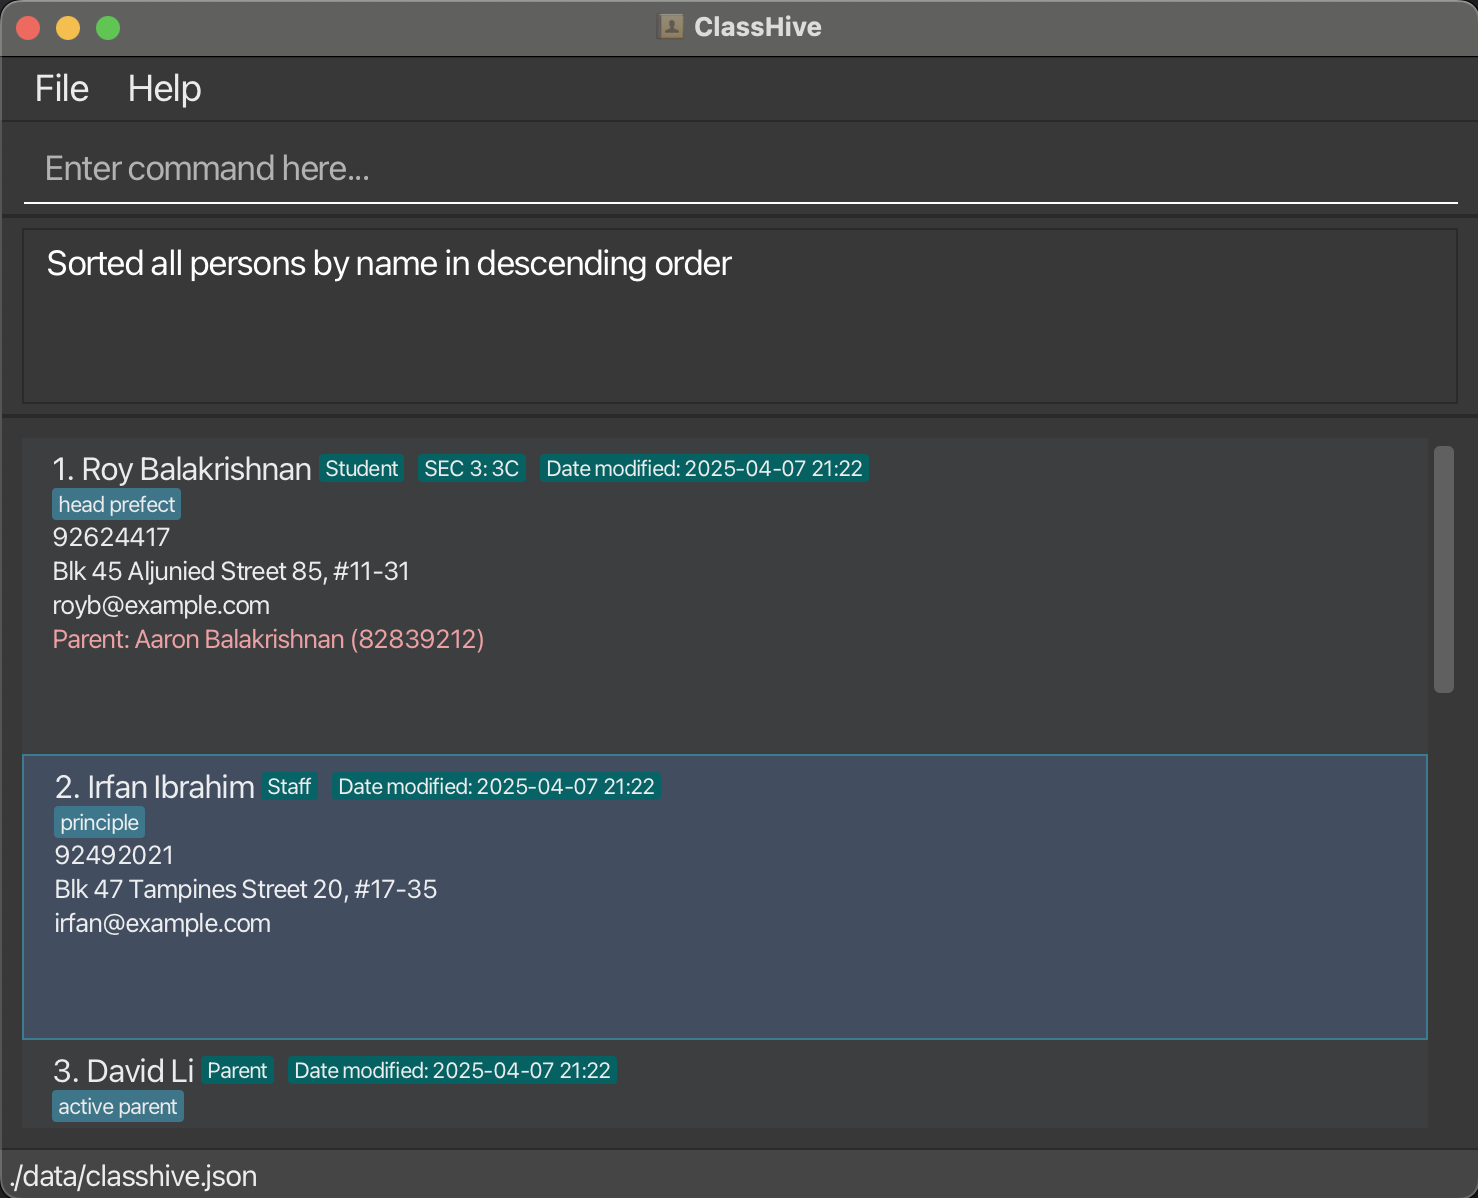 ClassHive
File Help
Enter command here...
Sorted all persons by name in descending order
1. Roy Balakrishnan Student SEC 3: 3C Date modified: 2025-04-07 21:22
head prefect
92624417
Blk 45 Aljunied Street 85, #11-31
royb@example.com
Parent: Aaron Balakrishnan (82839212)
2. Irfan Ibrahim Staff Date modified: 2025-04-07 21:22
principle
92492021
Blk 47 Tampines Street 20, #17-35
irfan@example.com
3. David Li Parent Date modified: 2025-04-07 21:22
active parent
./data/classhive.json